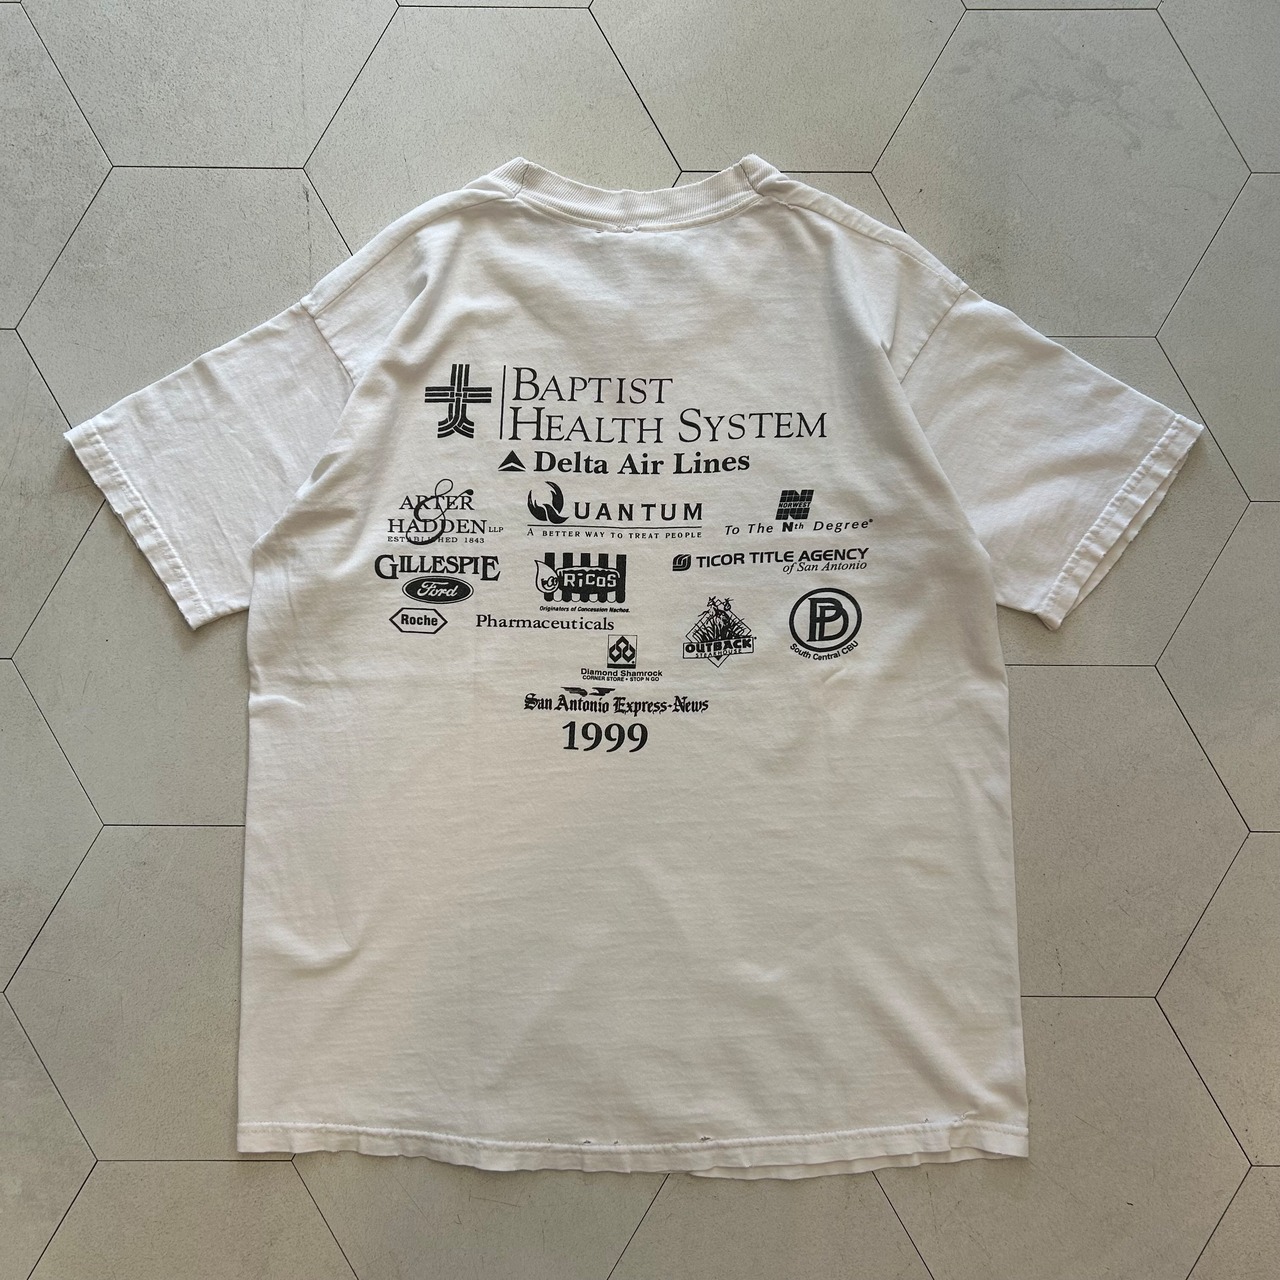 BAPTIST
HEALTH SYSTEM
Delta Air Lines
ARTER
&
HADDEN LLP
ESTABLISHED 1843
QUANTUM
A BETTER WAY TO TREAT PEOPLE
NORWEST
To The Nth Degree®
GILLESPIE
Ford
RICOS
Originators of Concession Nachos.
TICOR TITLE AGENCY
of San Antonio
Roche
Pharmaceuticals
OUTBACK
STEAKHOUSE
PB
South Central CBU
Diamond Shamrock
CORNER STORE • STOP N GO
San Antonio Express-News
1999